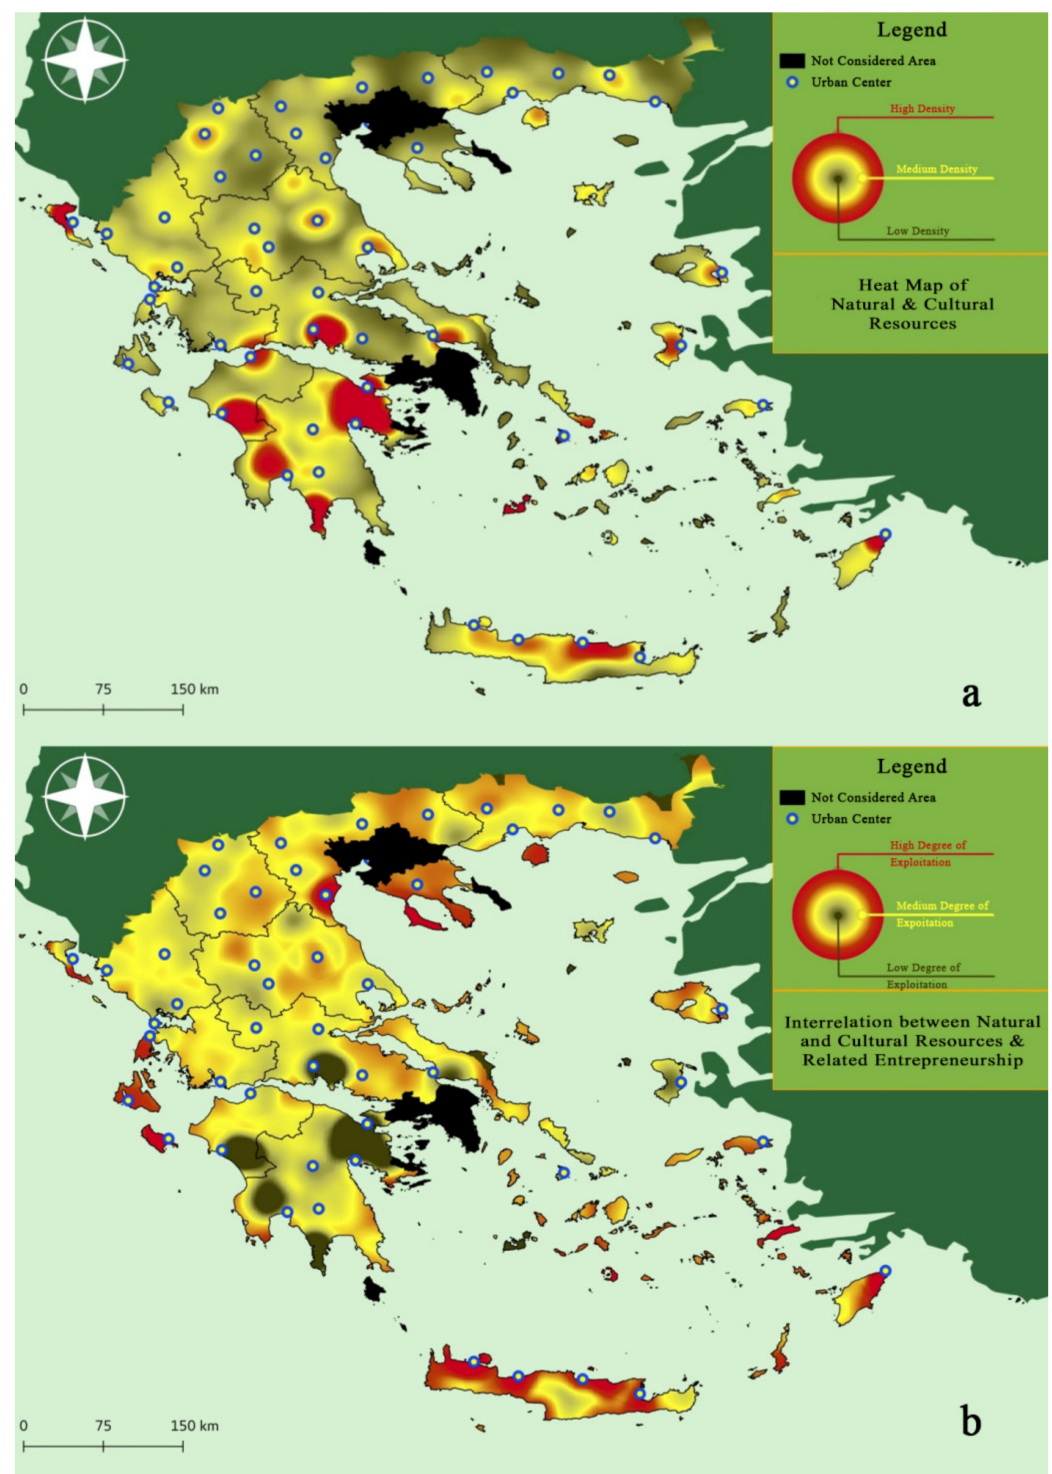 Legend
Not Considered Area
Urban Center
High Density
Medium Density
Low Density
Heat Map of
Natural & Cultural
Resources
0 75 150 km
a
Legend
Not Considered Area
Urban Center
High Degree of
Exploitation
Medium Degree of
Expoitation
Low Degree of
Exploitation
Interrelation between Natural
and Cultural Resources &
Related Entrepreneurship
0 75 150 km
b